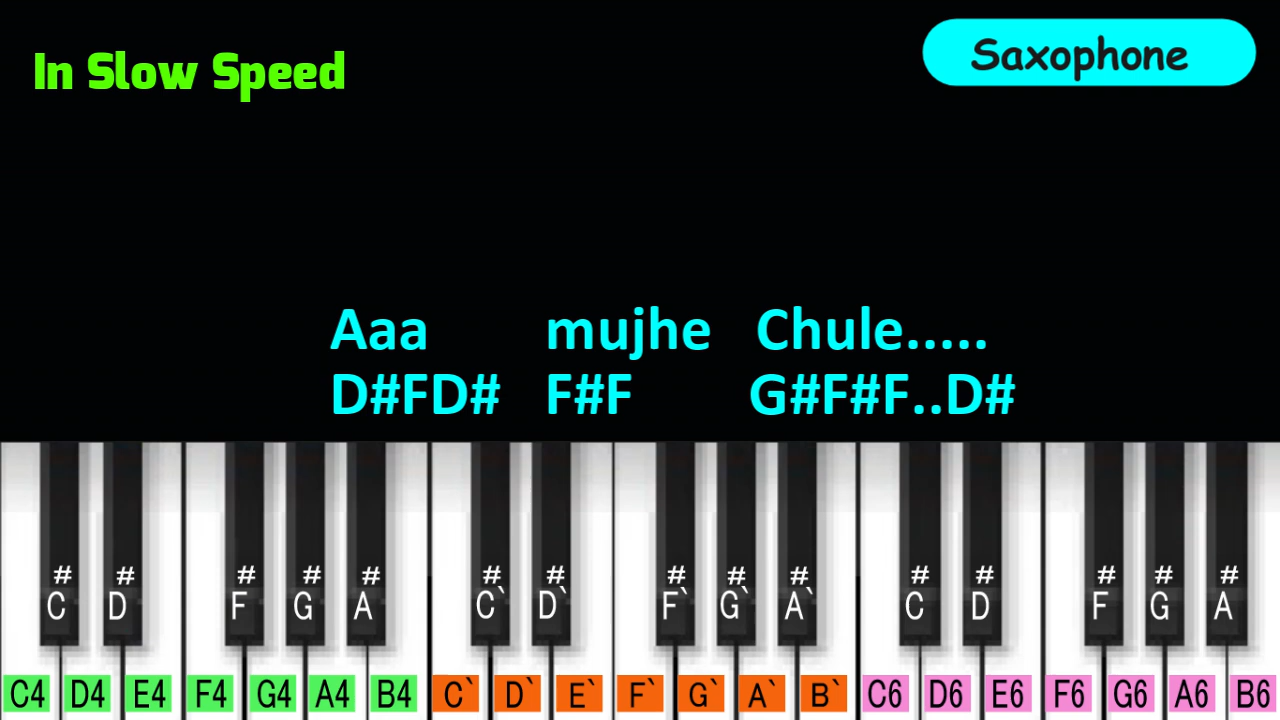 In Slow Speed
Saxophone
Aaa mujhe Chule.....
D#FD# F#F G#F#F..D#
# # # # # # # # # # # # # # #
C D F G A C` D` F` G` A` C D F G A
C4 D4 E4 F4 G4 A4 B4 C` D` E` F` G` A` B` C6 D6 E6 F6 G6 A6 B6